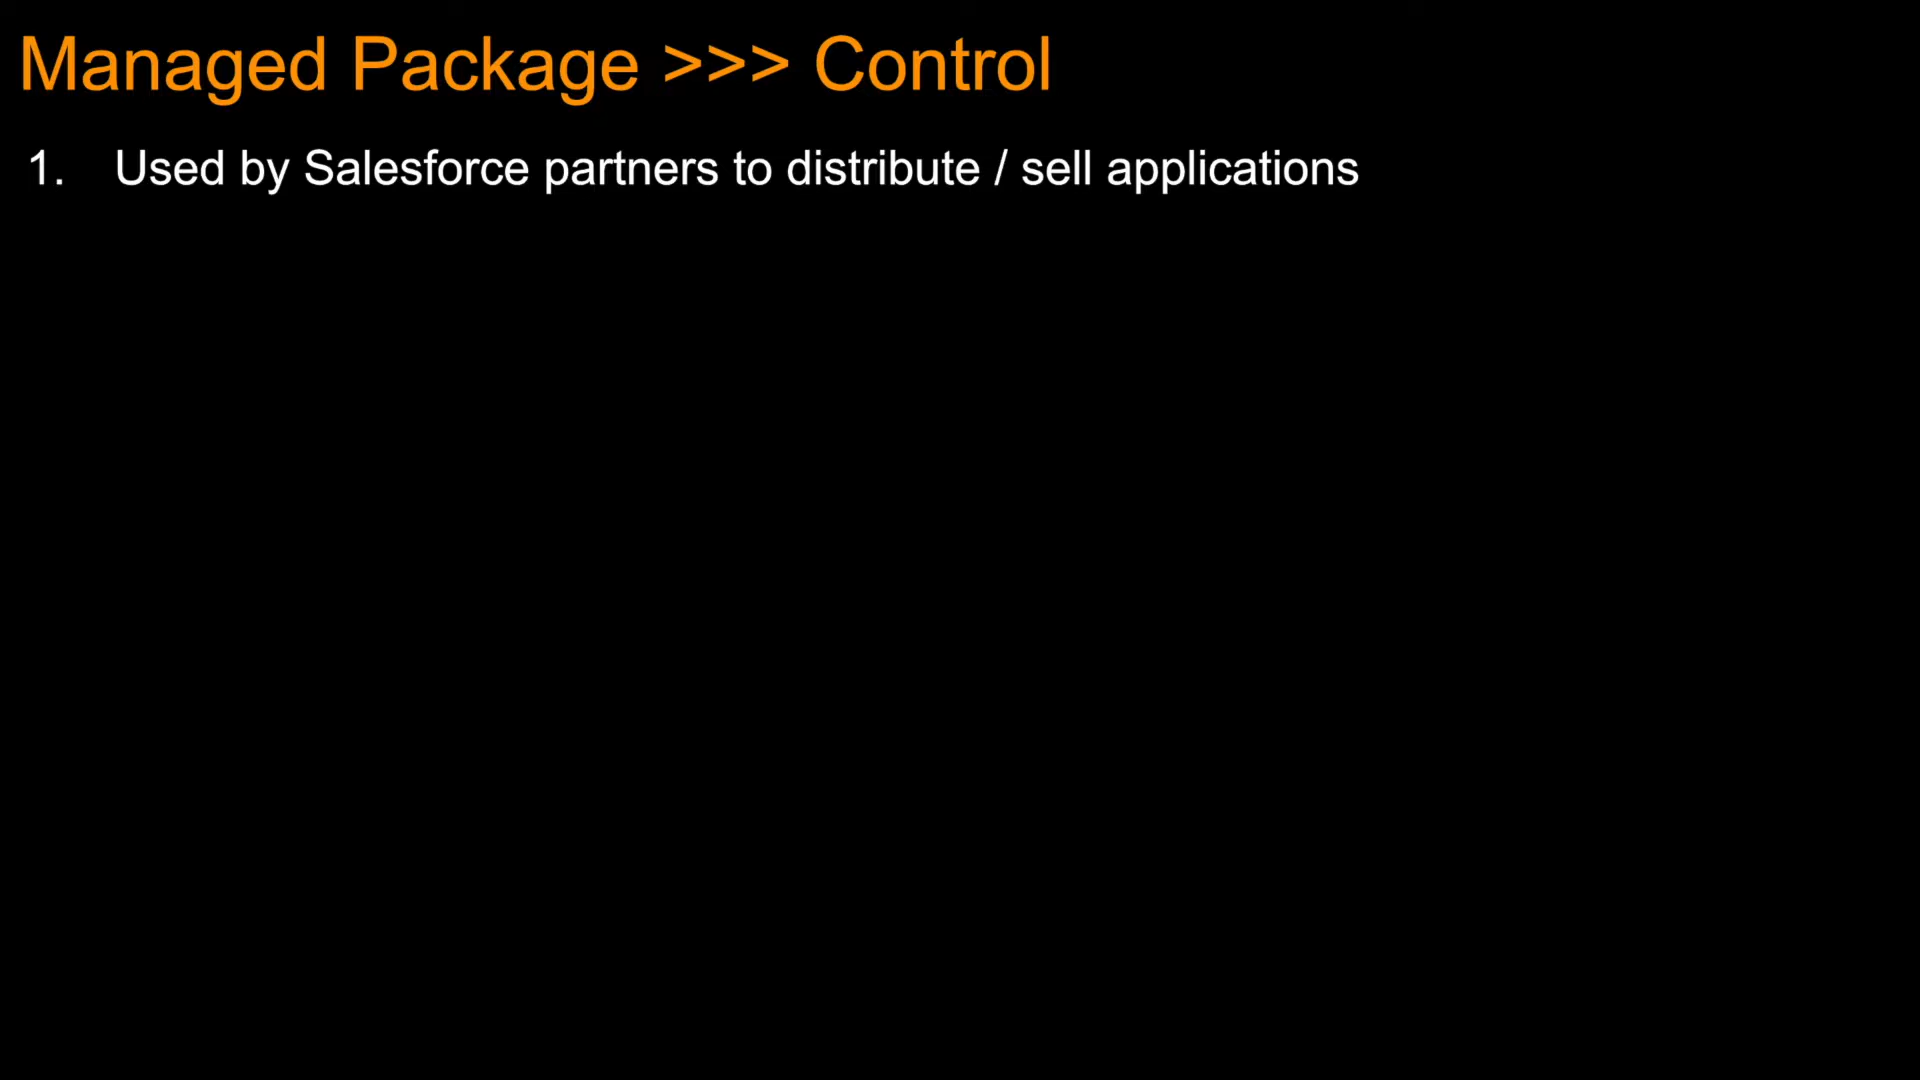 Managed Package >>> Control
1. Used by Salesforce partners to distribute / sell applications